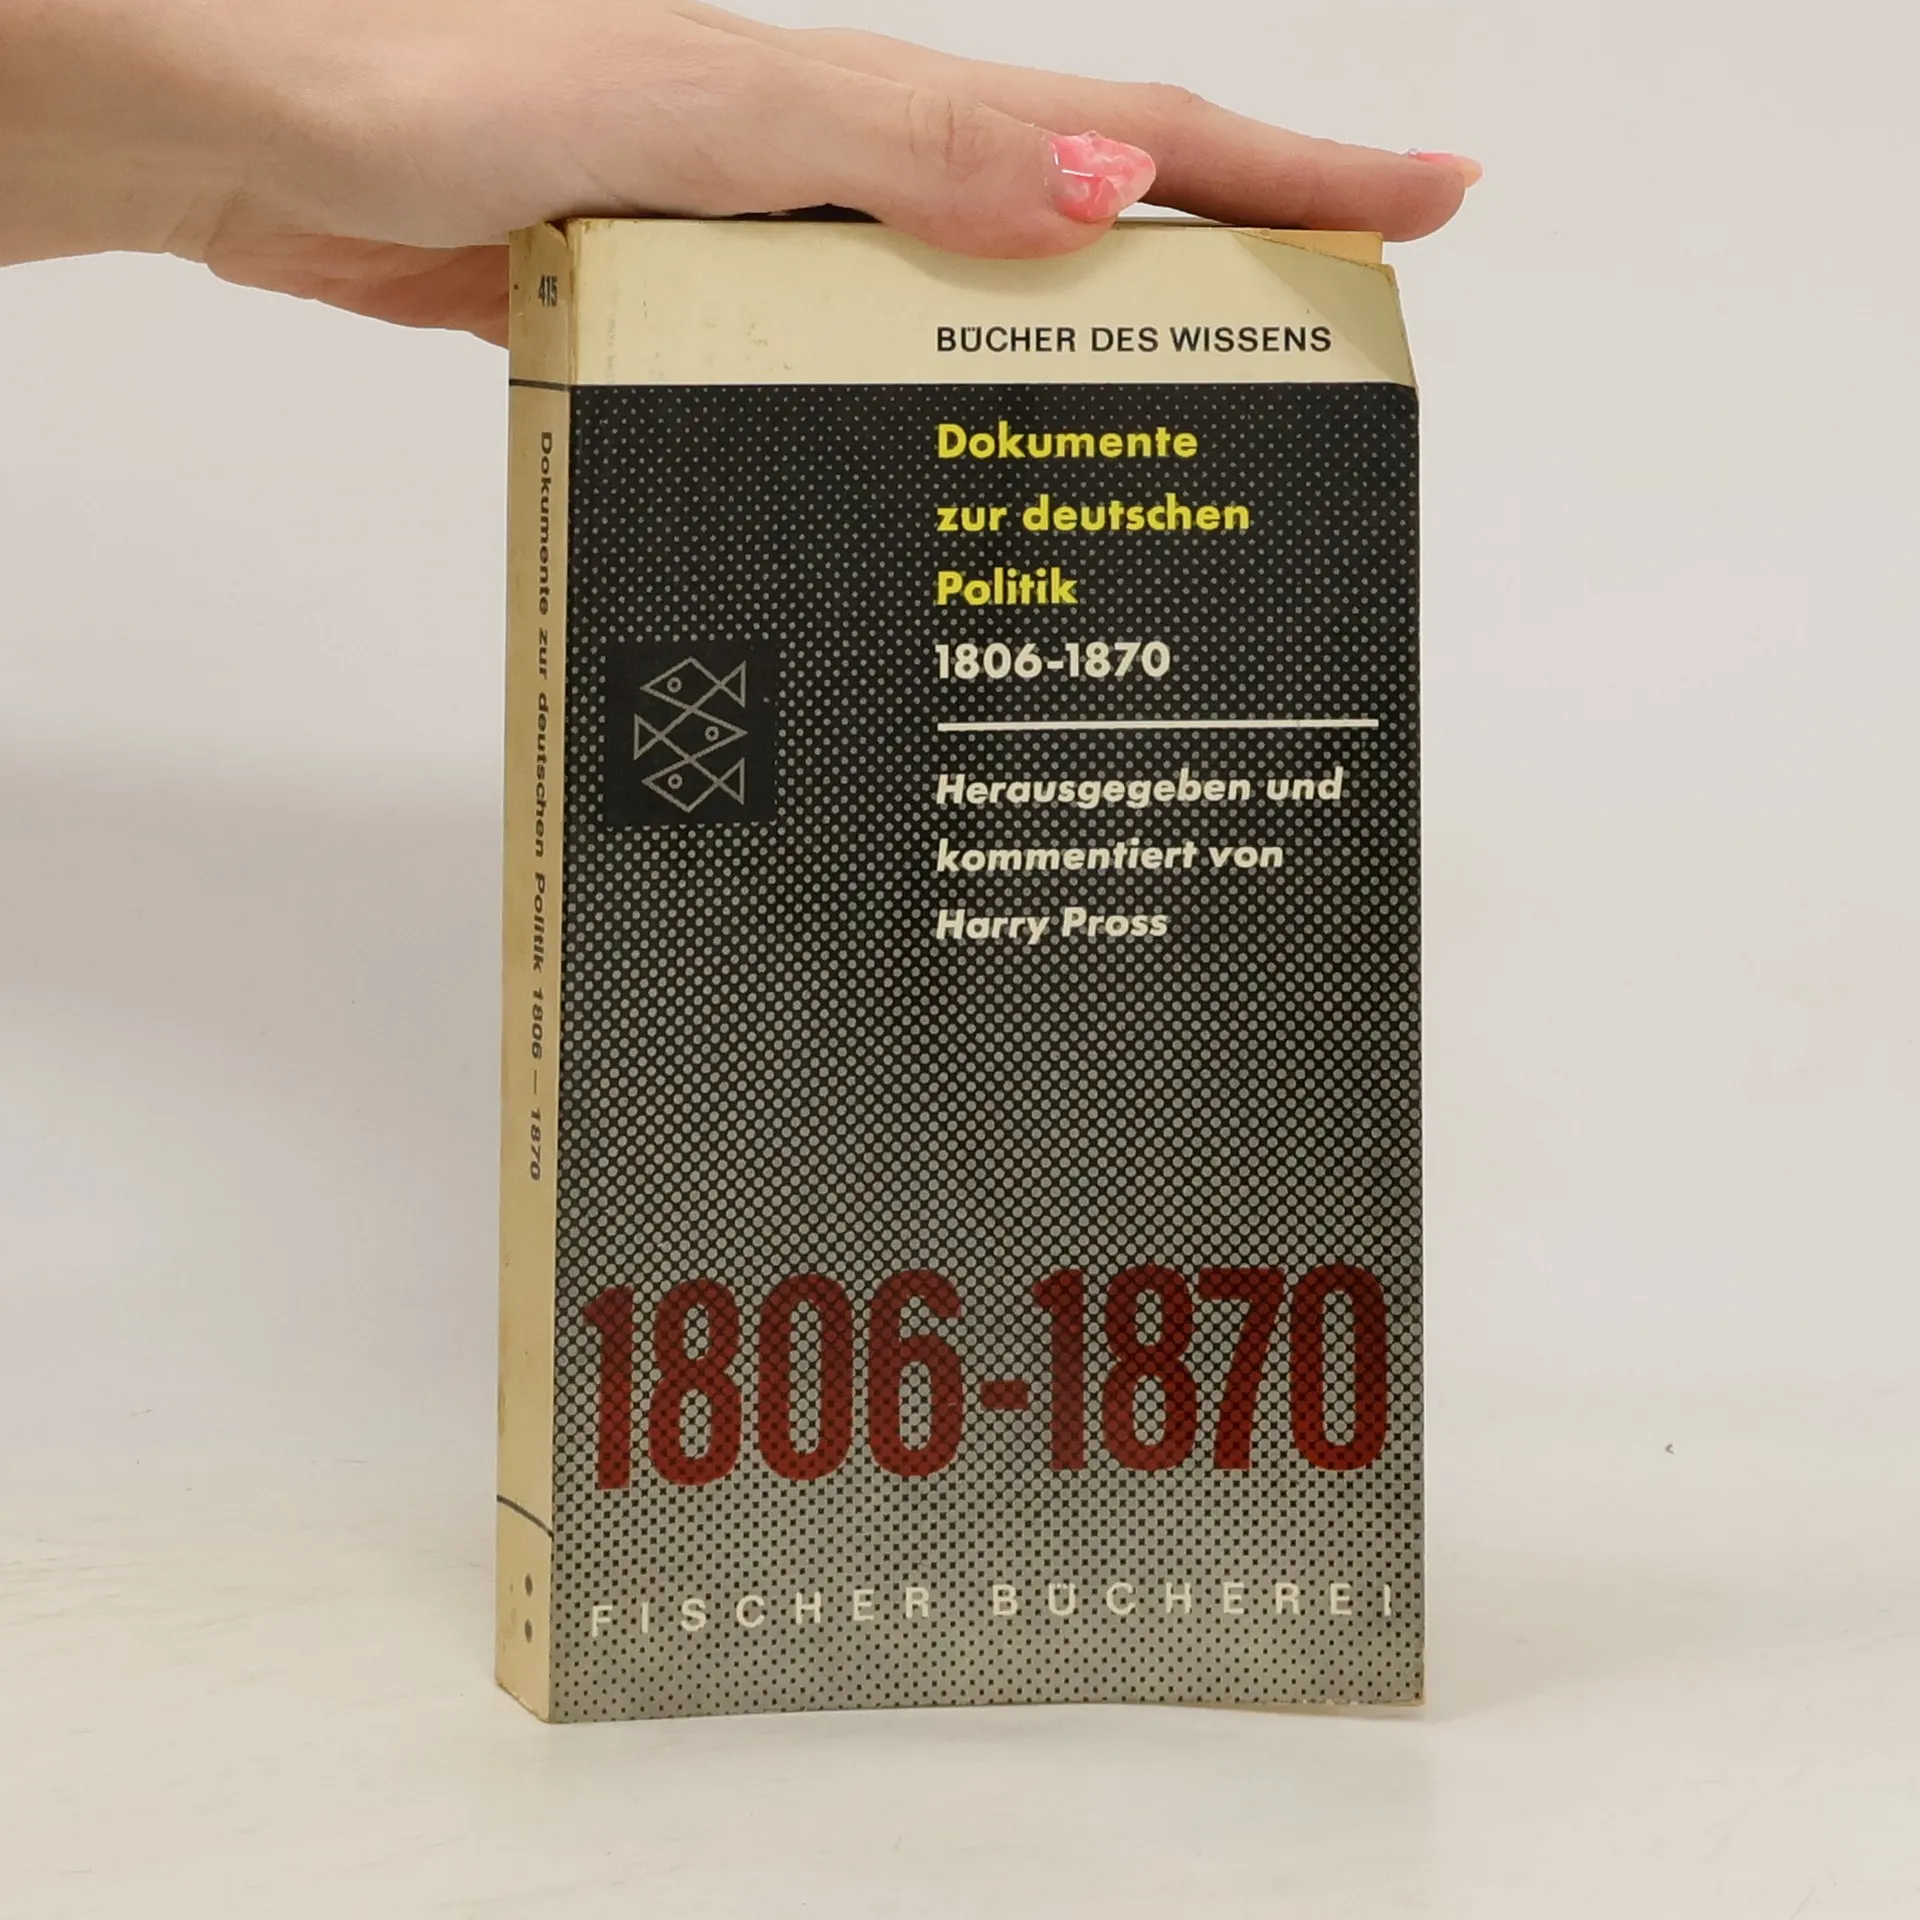 415
Dokumente zur deutschen Politik 1806 — 1870
BÜCHER DES WISSENS
Dokumente
zur deutschen
Politik
1806-1870
Herausgegeben und
kommentiert von
Harry Pross
1806-1870
FISCHER BÜCHEREI